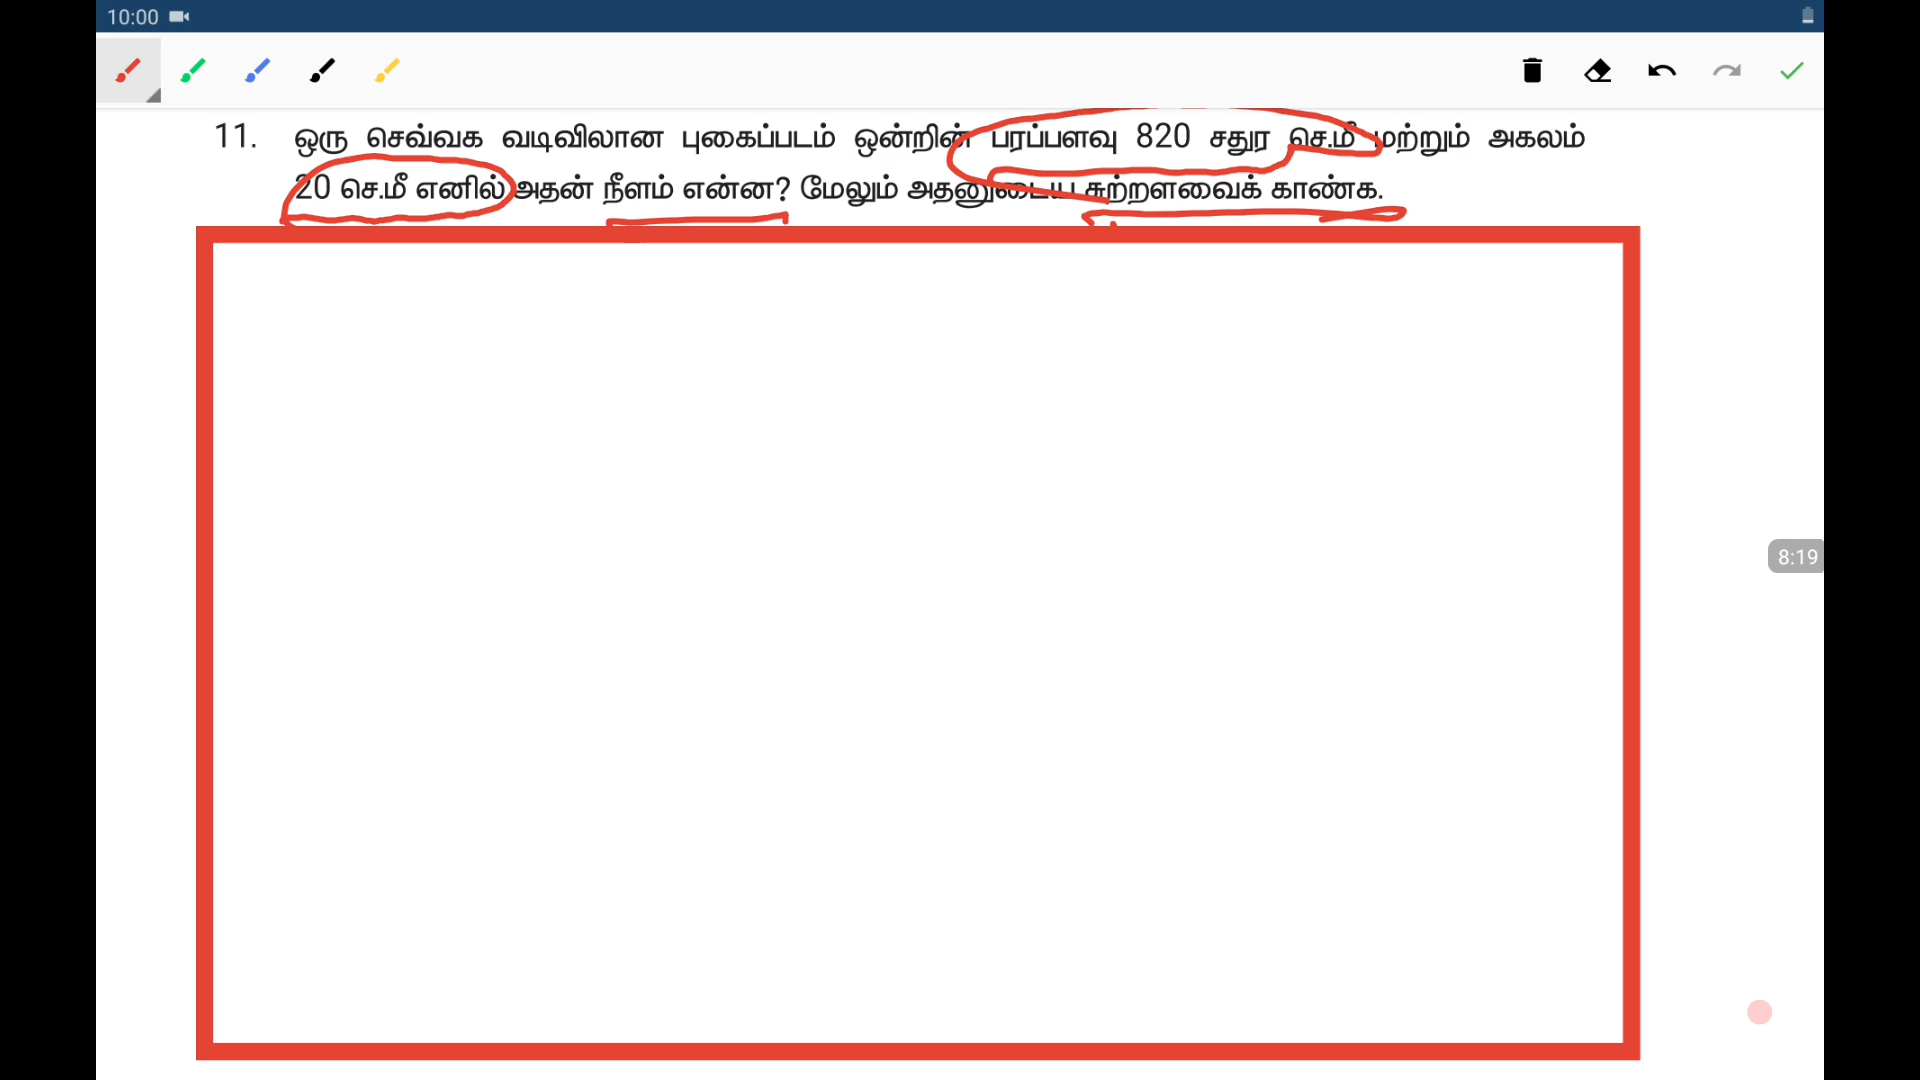 10:00
11. ஒரு செவ்வக வடிவிலான புகைப்படம் ஒன்றின் பரப்பளவு 820 சதுர செ.மீ மற்றும் அகலம்
20 செ.மீ எனில் அதன் நீளம் என்ன? மேலும் அதனுடைய சுற்றளவைக் காண்க.
8:19